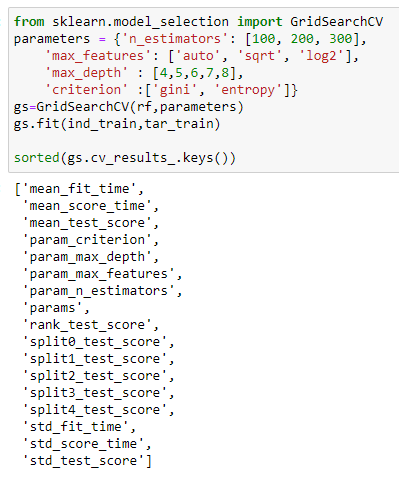 from sklearn.model_selection import GridSearchCV
parameters = {'n_estimators': [100, 200, 300],
    'max_features': ['auto', 'sqrt', 'log2'],
    'max_depth' : [4,5,6,7,8],
    'criterion' :['gini', 'entropy']}
gs=GridSearchCV(rf,parameters)
gs.fit(ind_train,tar_train)

sorted(gs.cv_results_.keys())
['mean_fit_time',
 'mean_score_time',
 'mean_test_score',
 'param_criterion',
 'param_max_depth',
 'param_max_features',
 'param_n_estimators',
 'params',
 'rank_test_score',
 'split0_test_score',
 'split1_test_score',
 'split2_test_score',
 'split3_test_score',
 'split4_test_score',
 'std_fit_time',
 'std_score_time',
 'std_test_score']